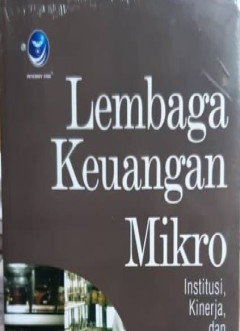 Lembaga
Keuangan
Mikro
Institusi,
Kinerja,
dan